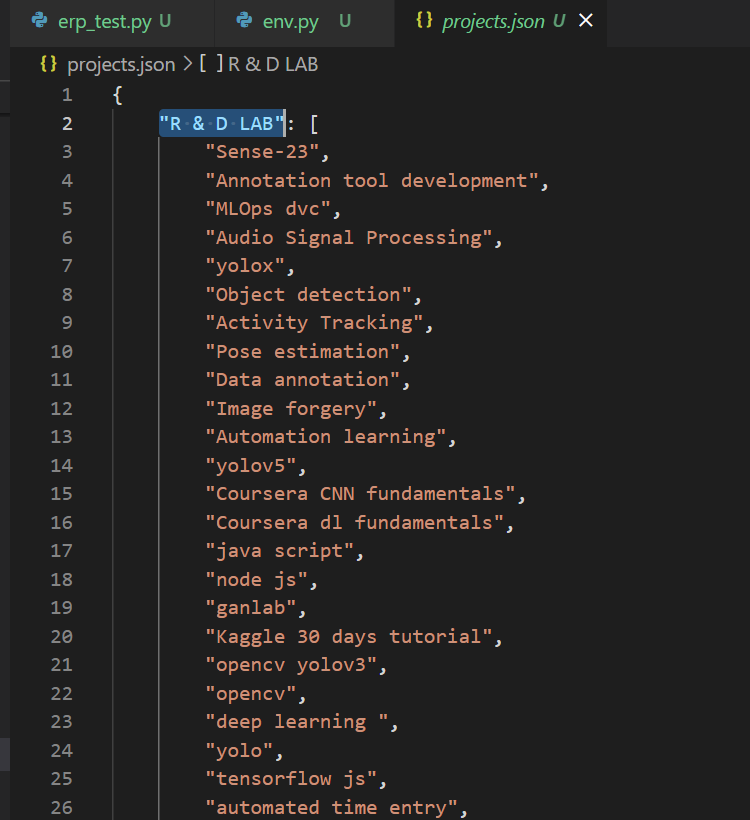 erp_test.py U env.py U {} projects.json U ×
{} projects.json > [ ] R & D LAB
1 {
2 "R & D LAB": [
3 "Sense-23",
4 "Annotation tool development",
5 "MLOps dvc",
6 "Audio Signal Processing",
7 "yolox",
8 "Object detection",
9 "Activity Tracking",
10 "Pose estimation",
11 "Data annotation",
12 "Image forgery",
13 "Automation learning",
14 "yolov5",
15 "Coursera CNN fundamentals",
16 "Coursera dl fundamentals",
17 "java script",
18 "node js",
19 "ganlab",
20 "Kaggle 30 days tutorial",
21 "opencv yolov3",
22 "opencv",
23 "deep learning ",
24 "yolo",
25 "tensorflow js",
26 "automated time entry",